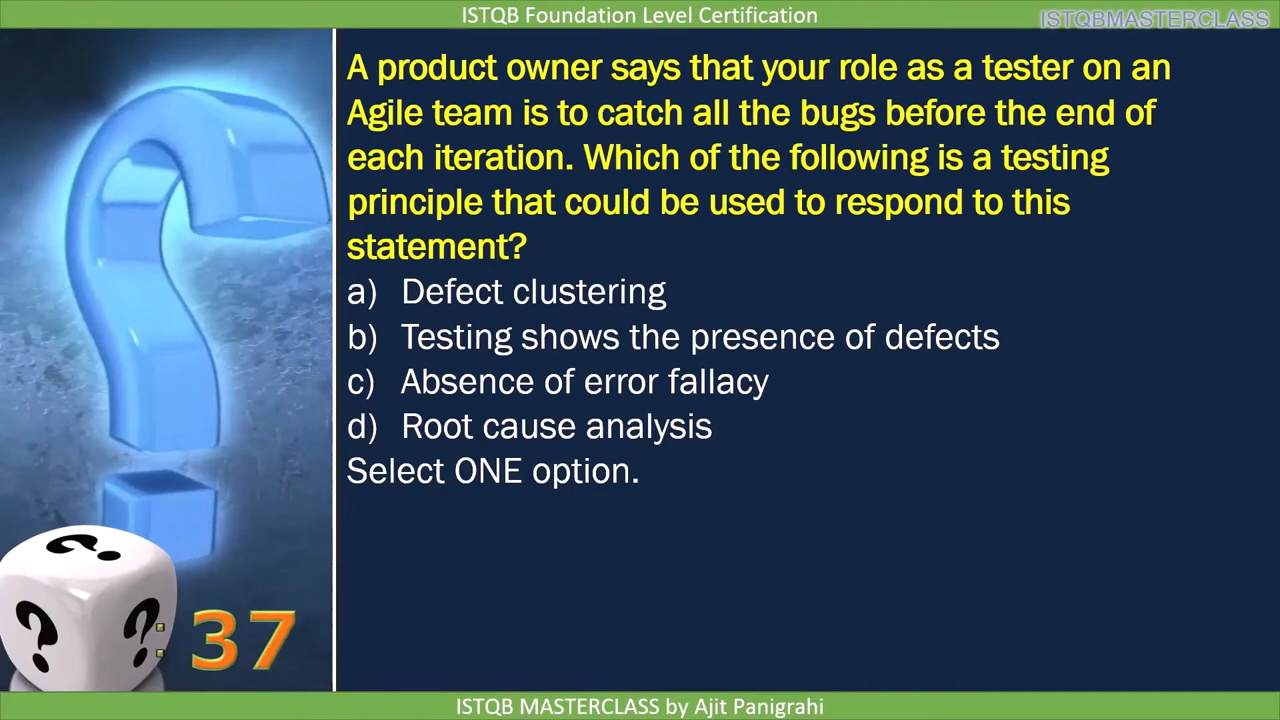 ISTQB Foundation Level Certification
ISTQBMASTERCLASS
A product owner says that your role as a tester on an
Agile team is to catch all the bugs before the end of
each iteration. Which of the following is a testing
principle that could be used to respond to this
statement?
a) Defect clustering
b) Testing shows the presence of defects
c) Absence of error fallacy
d) Root cause analysis
Select ONE option.
? ? ?
: 37
ISTQB MASTERCLASS by Ajit Panigrahi